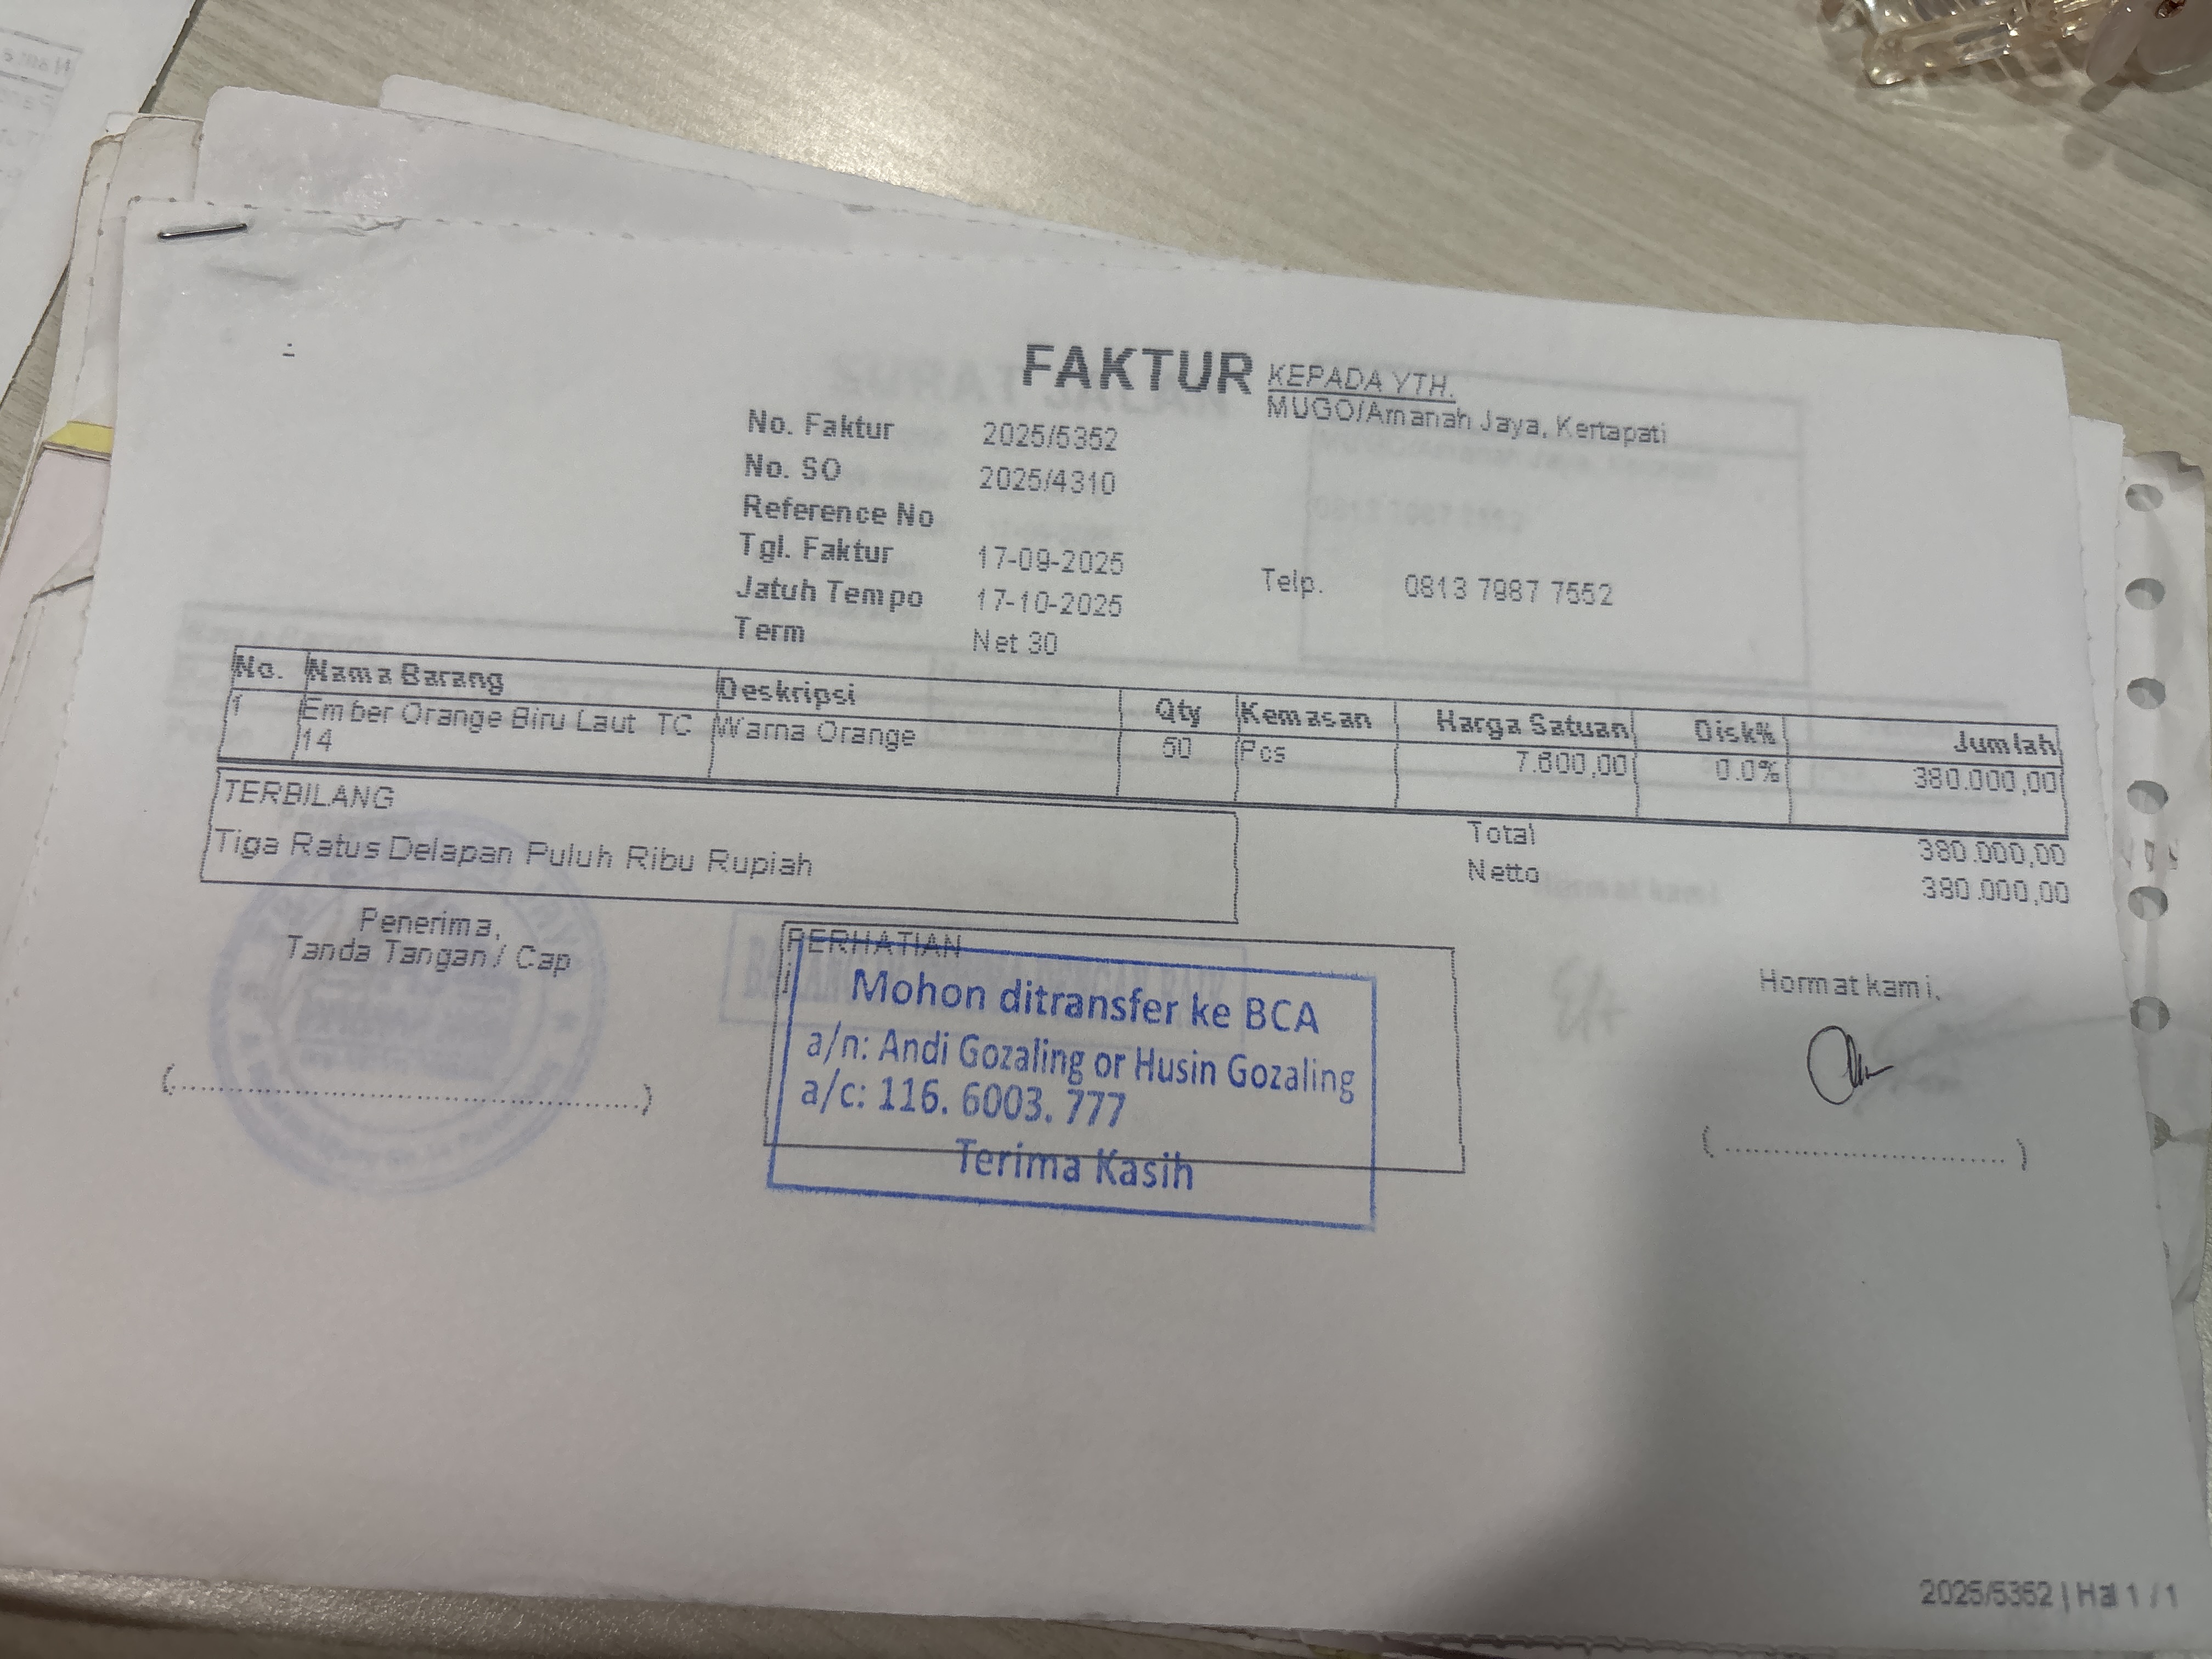 FAKTUR
KEPADA YTH.
MUGO/Amanah Jaya, Kertapati
No. Faktur 2025/5352
No. SO 2025/4310
Reference No
Tgl. Faktur 17-09-2025
Jatuh Tempo 17-10-2025
Term Net 30
Telp. 0813 7987 7552
No. Nama Barang Deskripsi Qty Kemasan Harga Satuan Disk% Jumlah
1 Ember Orange Biru Laut TC Warna Orange 50 Pcs 7.600,00 0.0% 380.000,00
14
TERBILANG
Tiga Ratus Delapan Puluh Ribu Rupiah
Total 380.000,00
Netto 380.000,00
Penerima,
Tanda Tangan / Cap
PERHATIAN
Mohon ditransfer ke BCA
a/n: Andi Gozaling or Husin Gozaling
a/c: 116. 6003. 777
Terima Kasih
Hormat kami,
(..............................................)
( .............................. )
2025/5352 | Hal 1 / 1